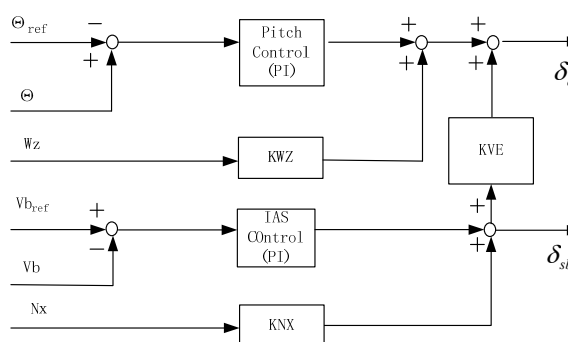 Θref
− + +
Pitch
Control
(PI)
+ + +
Θ
Wz
KWZ
KVE
Vbref
+
IAS
COntrol
(PI)
+
−
+
Vb
Nx
KNX